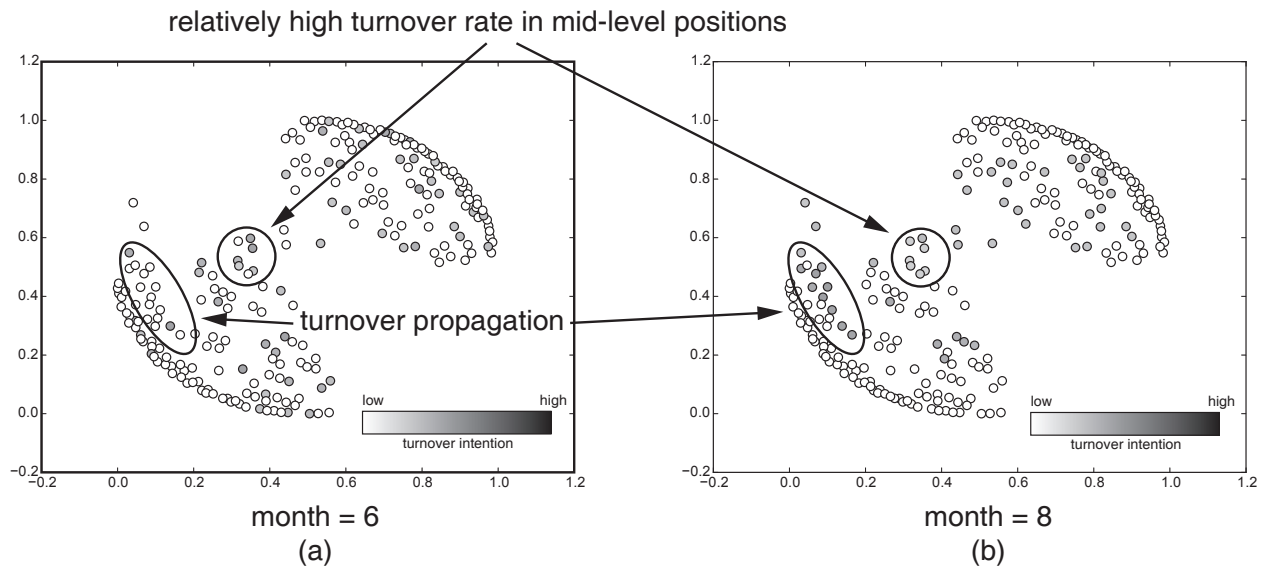 relatively high turnover rate in mid-level positions
1.2
1.0
0.8
0.6
0.4
0.2
0.0
−0.2
−0.2 0.0 0.2 0.4 0.6 0.8 1.0 1.2
low high
turnover intention
turnover propagation
1.2
1.0
0.8
0.6
0.4
0.2
0.0
−0.2
−0.2 0.0 0.2 0.4 0.6 0.8 1.0 1.2
low high
turnover intention
month = 6
(a)
month = 8
(b)